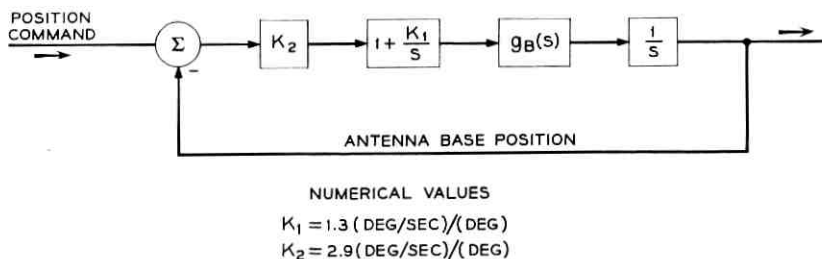 POSITION
COMMAND
Σ
K₂
1 + K₁/S
g_B(s)
1/S
−
ANTENNA BASE POSITION
NUMERICAL VALUES
K₁ = 1.3 (DEG/SEC)/(DEG)
K₂ = 2.9 (DEG/SEC)/(DEG)